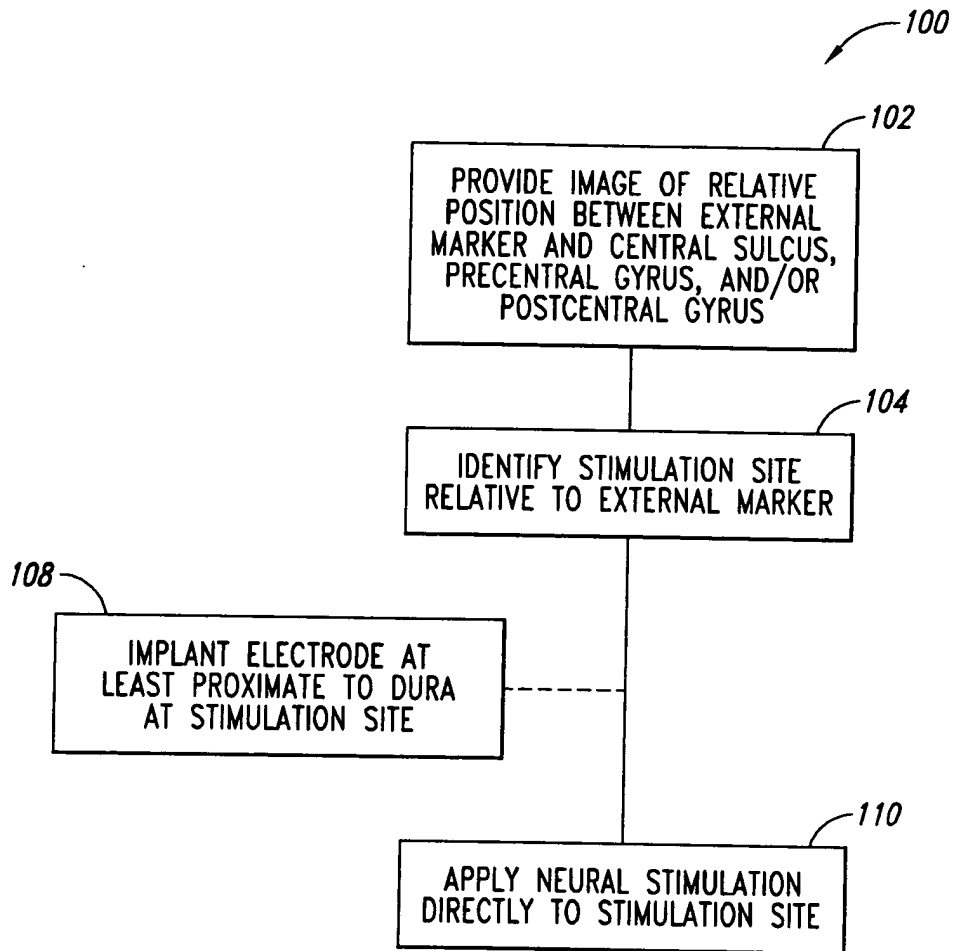 100
102
PROVIDE IMAGE OF RELATIVE
POSITION BETWEEN EXTERNAL
MARKER AND CENTRAL SULCUS,
PRECENTRAL GYRUS, AND/OR
POSTCENTRAL GYRUS
104
IDENTIFY STIMULATION SITE
RELATIVE TO EXTERNAL MARKER
108
IMPLANT ELECTRODE AT
LEAST PROXIMATE TO DURA
AT STIMULATION SITE
110
APPLY NEURAL STIMULATION
DIRECTLY TO STIMULATION SITE